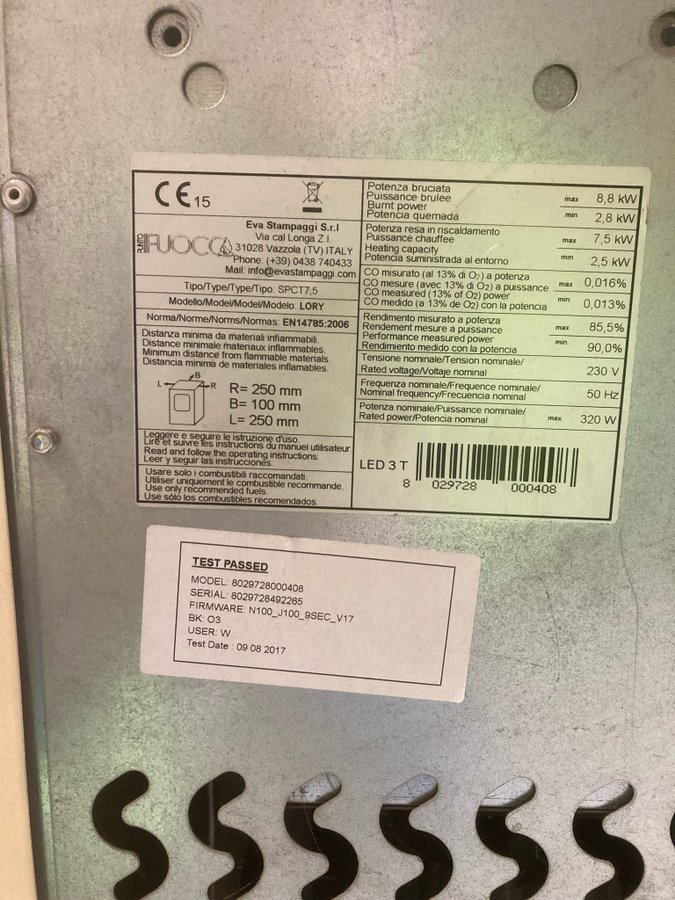 CE 15
PUNTO
FUOCO
Eva Stampaggi S.r.l
Via cal Longa Z.I.
31028 Vazzola (TV) ITALY
Phone: (+39) 0438 740433
Mail: info@evastampaggi.com
Tipo/Type/Type/Tipo: SPCT7,5
Modello/Model/Model/Modelo LORY
Norma/Norme/Norms/Normas: EN14785:2006
Distanza minima da materiali infiammabili.
Distance minimale materiaux inflammables.
Minimum distance from flammable materials.
Distancia minima de materiales inflamables.
B
L R
R= 250 mm
B= 100 mm
L= 250 mm
Leggere e seguire le istruzione d'uso.
Lire et suivre les instructions du manuel utilisateur
Read and follow the operating instructions.
Leer y seguir las instrucciones.
Usare solo i combustibili raccomandati.
Utiliser uniquement le combustible recommande.
Use only recommended fuels.
Use sólo los combustibles recomendados.
Potenza bruciata
Puissance brulee
Burnt power
Potencia quemada
max 8,8 kW
min 2,8 kW
Potenza resa in riscaldamento
Puissance chauffee
Heating capacity
Potencia suministrada al entorno
max 7,5 kW
min 2,5 kW
CO misurato (al 13% di O2) a potenza
CO mesure (avec 13% di O2) a puissance
CO measured (13% of O2) power
CO medido (a 13% de O2) con la potencia
max 0,016%
min 0,013%
Rendimento misurato a potenza
Rendement mesure a puissance
Performance measured power
Rendimiento medido con la potencia
max 85,5%
min 90,0%
Tensione nominale/Tension nominale/
Rated voltage/Voltaje nominal
230 V
Frequenza nominale/Frequence nominale/
Nominal frequency/Frecuencia nominal
50 Hz
Potenza nominale/Puissance nominale/
Rated power/Potencia nominal
max 320 W
LED 3 T
8 029728 000408
TEST PASSED
MODEL: 8029728000408
SERIAL: 8029728492265
FIRMWARE: N100_J100_9SEC_V17
BK: O3
USER: W .
Test Date : 09 08 2017